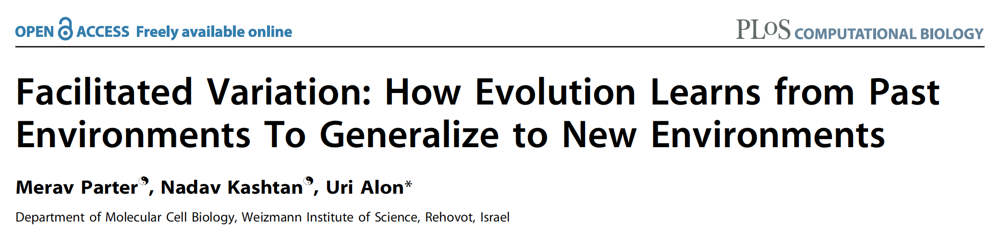 OPEN ACCESS Freely available online
PLoS COMPUTATIONAL BIOLOGY
Facilitated Variation: How Evolution Learns from Past
Environments To Generalize to New Environments
Merav Parter, Nadav Kashtan, Uri Alon*
Department of Molecular Cell Biology, Weizmann Institute of Science, Rehovot, Israel